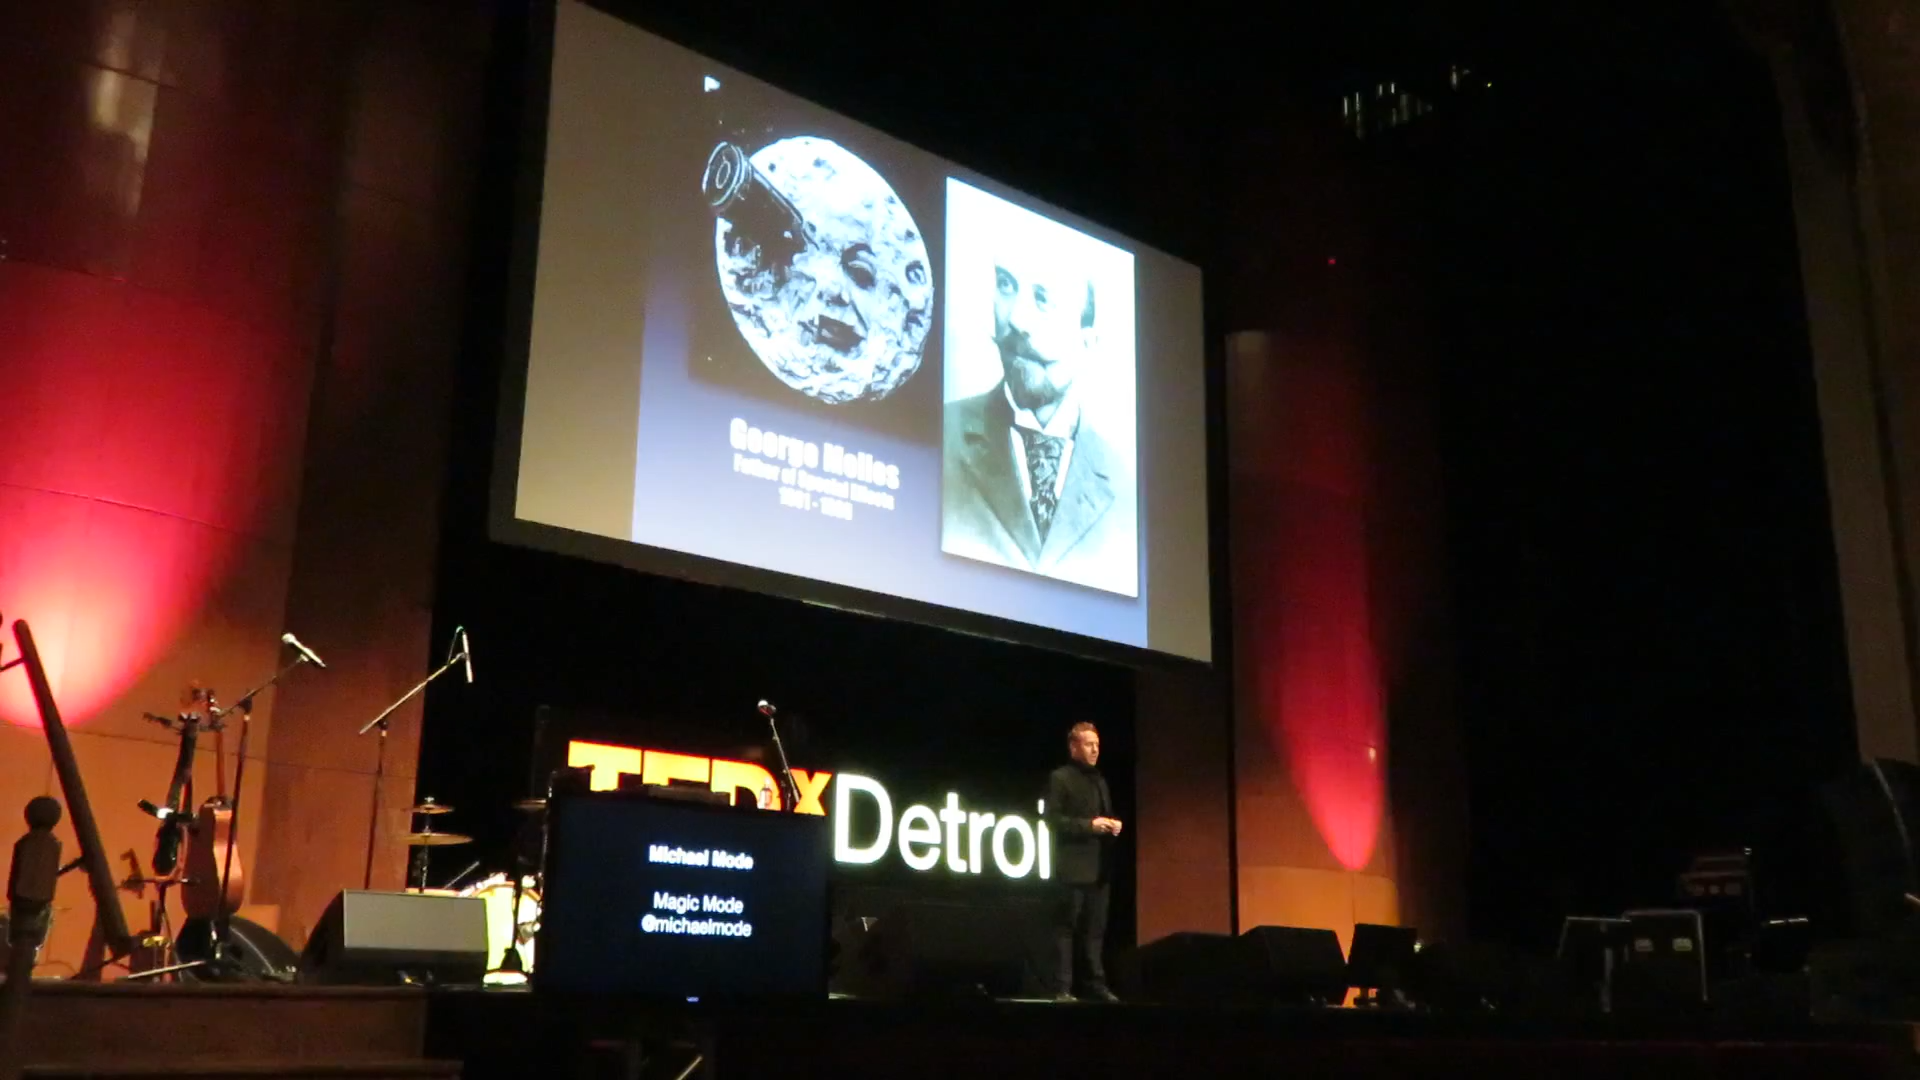 George Melies
Father of Special Effects
TEDxDetroi
Michael Mode
Magic Mode
@michaelmode